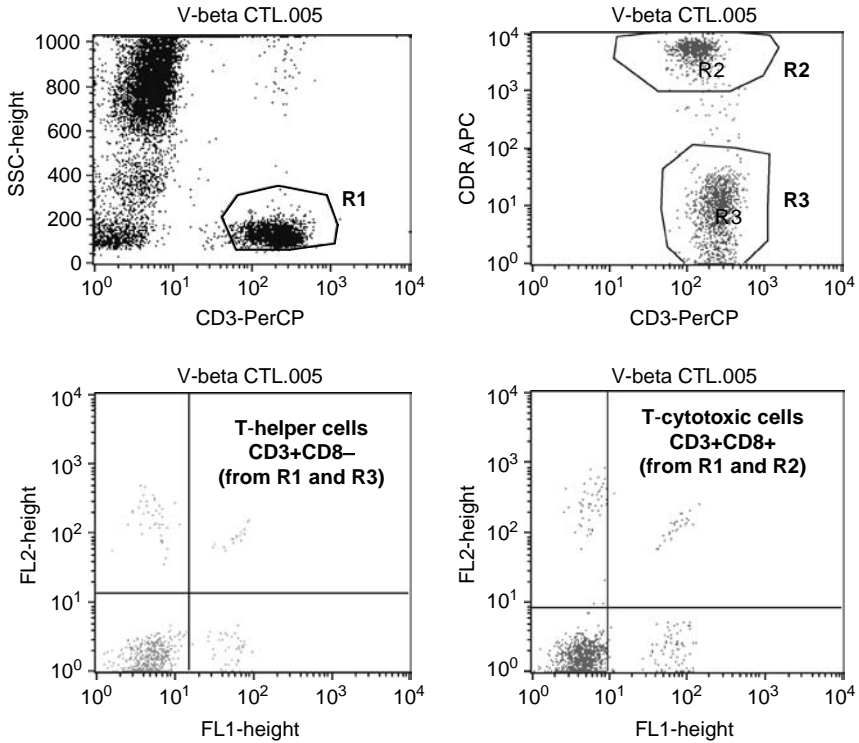 V-beta CTL.005
SSC-height
1000
800
600
400
200
0
R1
10⁰ 10¹ 10² 10³ 10⁴
CD3-PerCP
V-beta CTL.005
CDR APC
10⁴
10³
10²
10¹
10⁰
R2
R2
R3
R3
10⁰ 10¹ 10² 10³ 10⁴
CD3-PerCP
V-beta CTL.005
FL2-height
10⁴
10³
10²
10¹
10⁰
T-helper cells
CD3+CD8–
(from R1 and R3)
10⁰ 10¹ 10² 10³ 10⁴
FL1-height
V-beta CTL.005
FL2-height
10⁴
10³
10²
10¹
10⁰
T-cytotoxic cells
CD3+CD8+
(from R1 and R2)
10⁰ 10¹ 10² 10³ 10⁴
FL1-height